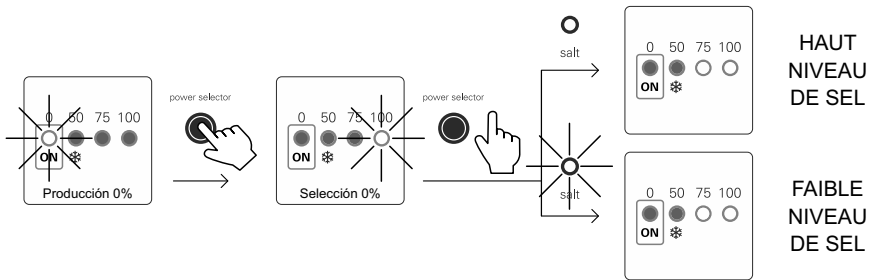 0 50 75 100
ON
Producción 0%
power selector
0 50 75 100
ON
Selección 0%
power selector
salt
0 50 75 100
ON
HAUT
NIVEAU
DE SEL
salt
0 50 75 100
ON
FAIBLE
NIVEAU
DE SEL